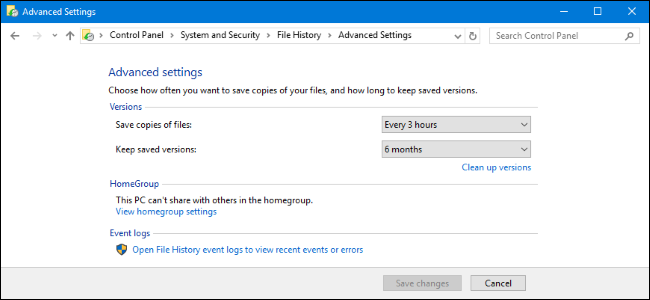 Advanced Settings
Control Panel > System and Security > File History > Advanced Settings
Search Control Panel
Advanced settings
Choose how often you want to save copies of your files, and how long to keep saved versions.
Versions
Save copies of files: Every 3 hours
Keep saved versions: 6 months
Clean up versions
HomeGroup
This PC can't share with others in the homegroup.
View homegroup settings
Event logs
Open File History event logs to view recent events or errors
Save changes Cancel